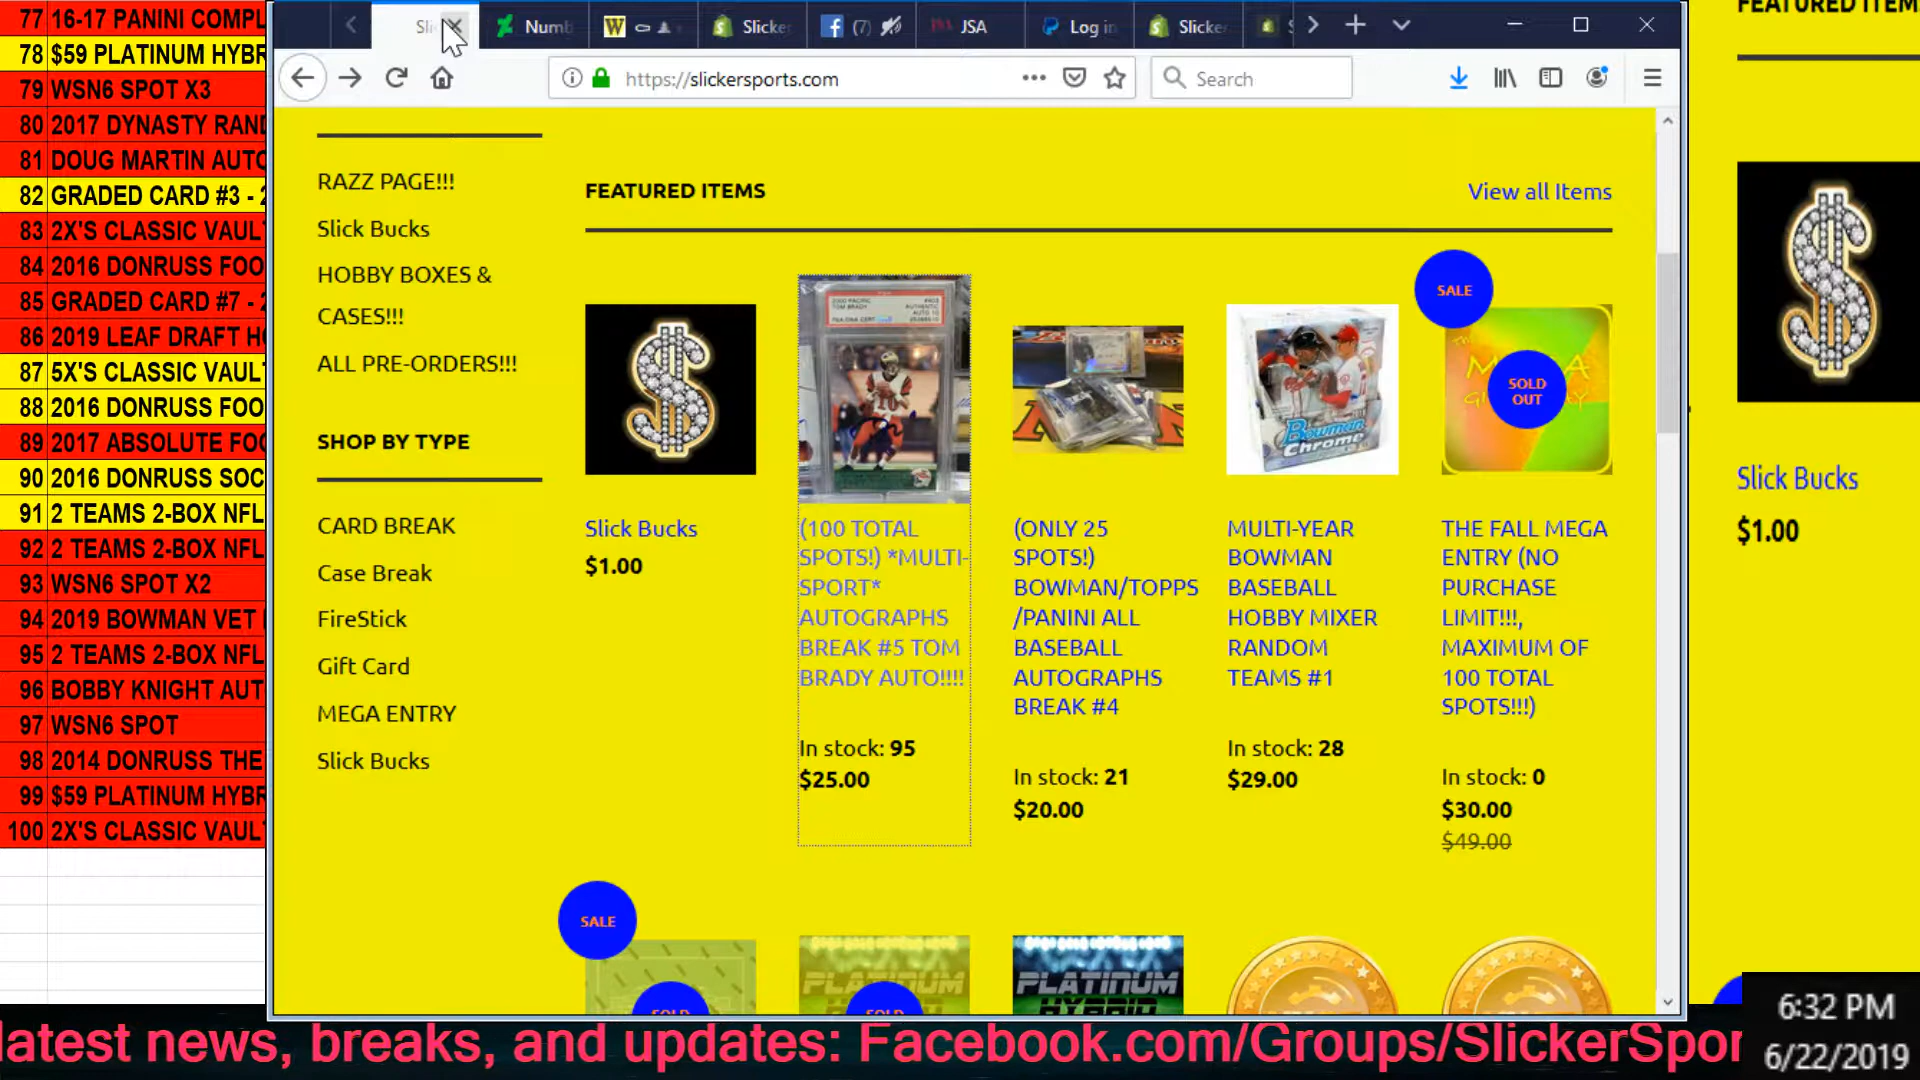 77 16-17 PANINI COMPL
78 $59 PLATINUM HYBR
79 WSN6 SPOT X3
80 2017 DYNASTY RAND
81 DOUG MARTIN AUTO
82 GRADED CARD #3 - 2
83 2X'S CLASSIC VAUL
84 2016 DONRUSS FOO
85 GRADED CARD #7 - 2
86 2019 LEAF DRAFT H
87 5X'S CLASSIC VAUL
88 2016 DONRUSS FOO
89 2017 ABSOLUTE FOO
90 2016 DONRUSS SOC
91 2 TEAMS 2-BOX NFL
92 2 TEAMS 2-BOX NFL
93 WSN6 SPOT X2
94 2019 BOWMAN VET
95 2 TEAMS 2-BOX NFL
96 BOBBY KNIGHT AUT
97 WSN6 SPOT
98 2014 DONRUSS THE
99 $59 PLATINUM HYBR
100 2X'S CLASSIC VAUL
Sli Numb W Slicke (7) JSA Log in Slicke S
https://slickersports.com Search
RAZZ PAGE!!!
Slick Bucks
HOBBY BOXES &
CASES!!!
ALL PRE-ORDERS!!!
SHOP BY TYPE
CARD BREAK
Case Break
FireStick
Gift Card
MEGA ENTRY
Slick Bucks
FEATURED ITEMS View all Items
Slick Bucks
$1.00
(100 TOTAL
SPOTS!) *MULTI-
SPORT*
AUTOGRAPHS
BREAK #5 TOM
BRADY AUTO!!!!
In stock: 95
$25.00
(ONLY 25
SPOTS!)
BOWMAN/TOPPS
/PANINI ALL
BASEBALL
AUTOGRAPHS
BREAK #4
In stock: 21
$20.00
Bowman
Chrome
MULTI-YEAR
BOWMAN
BASEBALL
HOBBY MIXER
RANDOM
TEAMS #1
In stock: 28
$29.00
SALE
SOLD
OUT
THE FALL MEGA
ENTRY (NO
PURCHASE
LIMIT!!!,
MAXIMUM OF
100 TOTAL
SPOTS!!!)
In stock: 0
$30.00
$49.00
SALE
SOLD
PLATINUM
SOLD
PLATINUM
HYBRID
FEATURED ITEMS
Slick Bucks
$1.00
latest news, breaks, and updates: Facebook.com/Groups/SlickerSpor
6:32 PM
6/22/2019